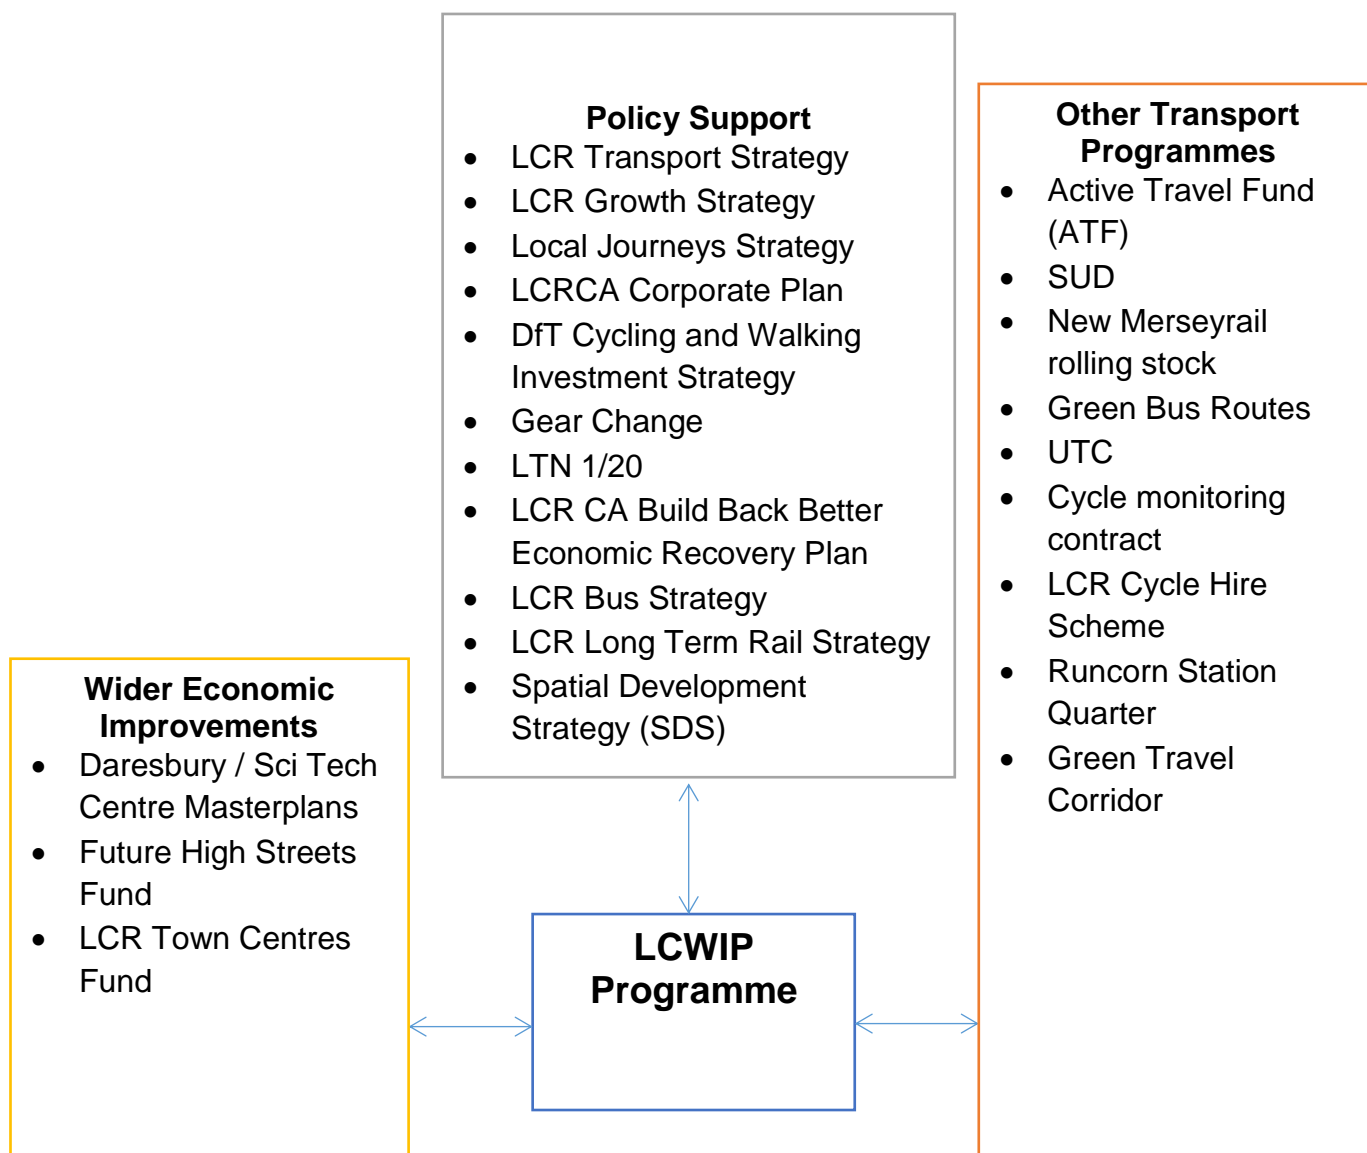 Policy Support
• LCR Transport Strategy
• LCR Growth Strategy
• Local Journeys Strategy
• LCRCA Corporate Plan
• DfT Cycling and Walking
Investment Strategy
• Gear Change
• LTN 1/20
• LCR CA Build Back Better
Economic Recovery Plan
• LCR Bus Strategy
• LCR Long Term Rail Strategy
• Spatial Development
Strategy (SDS)
Other Transport
Programmes
• Active Travel Fund
(ATF)
• SUD
• New Merseyrail
rolling stock
• Green Bus Routes
• UTC
• Cycle monitoring
contract
• LCR Cycle Hire
Scheme
• Runcorn Station
Quarter
• Green Travel
Corridor
Wider Economic
Improvements
• Daresbury / Sci Tech
Centre Masterplans
• Future High Streets
Fund
• LCR Town Centres
Fund
LCWIP
Programme